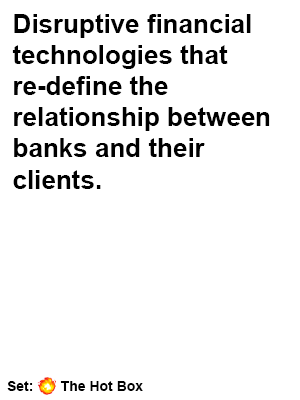 Disruptive financial
technologies that
re-define the
relationship between
banks and their
clients.
Set: The Hot Box